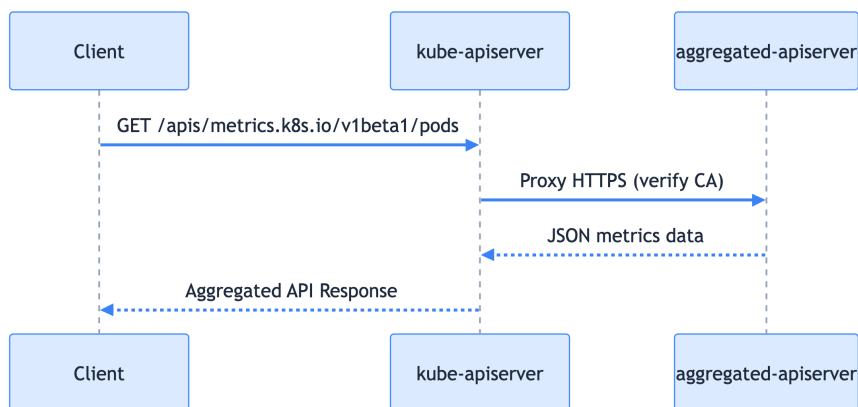 Client
kube-apiserver
aggregated-apiserver
GET /apis/metrics.k8s.io/v1beta1/pods
Proxy HTTPS (verify CA)
JSON metrics data
Aggregated API Response
Client
kube-apiserver
aggregated-apiserver